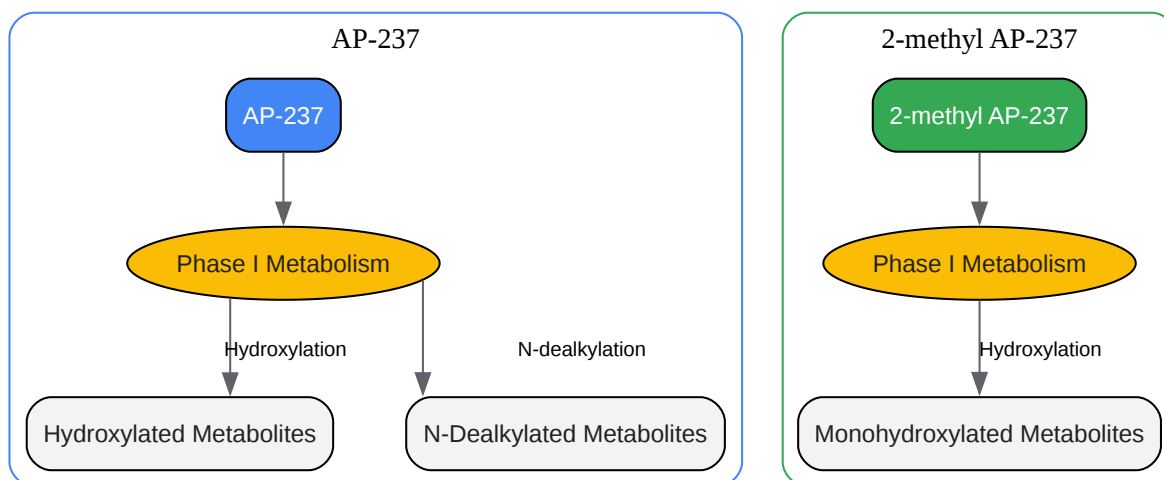 AP-237
AP-237
Phase I Metabolism
Hydroxylation
N-dealkylation
Hydroxylated Metabolites
N-Dealkylated Metabolites
2-methyl AP-237
2-methyl AP-237
Phase I Metabolism
Hydroxylation
Monohydroxylated Metabolites